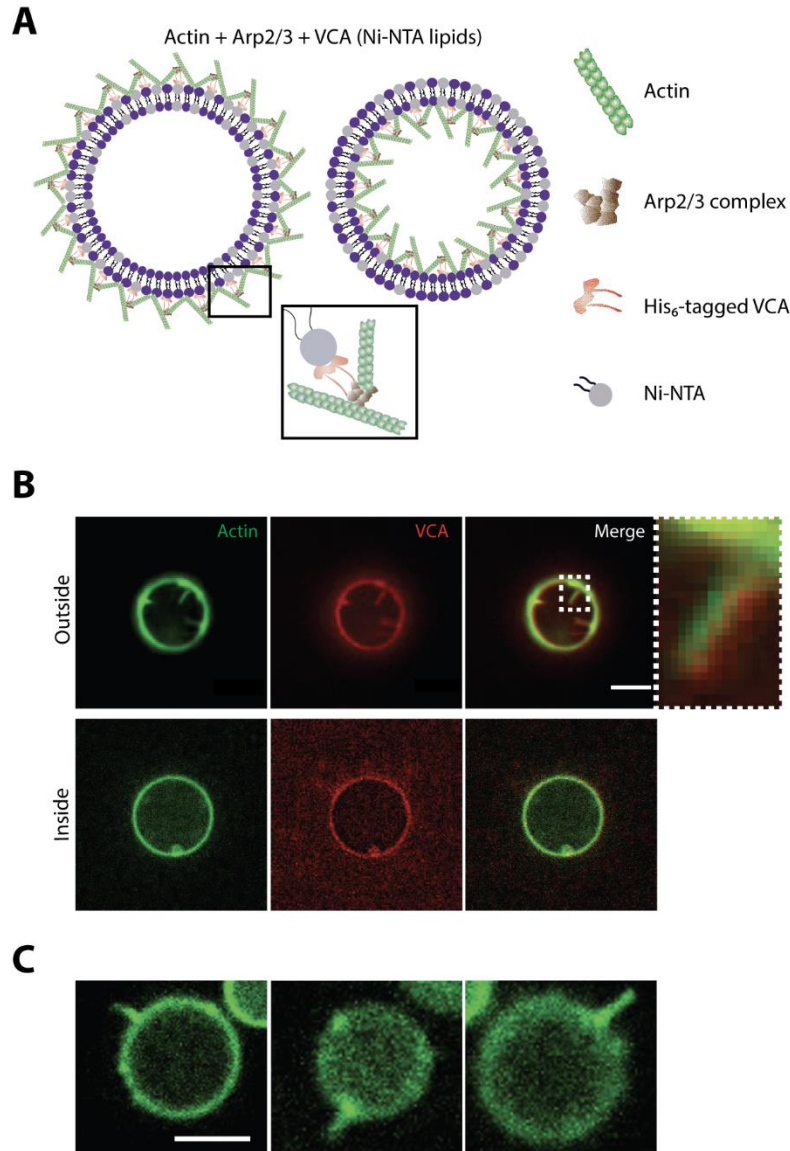 A
Actin + Arp2/3 + VCA (Ni-NTA lipids)
Actin
Arp2/3 complex
His₆-tagged VCA
Ni-NTA
B
Actin
VCA
Merge
Outside
Inside
C